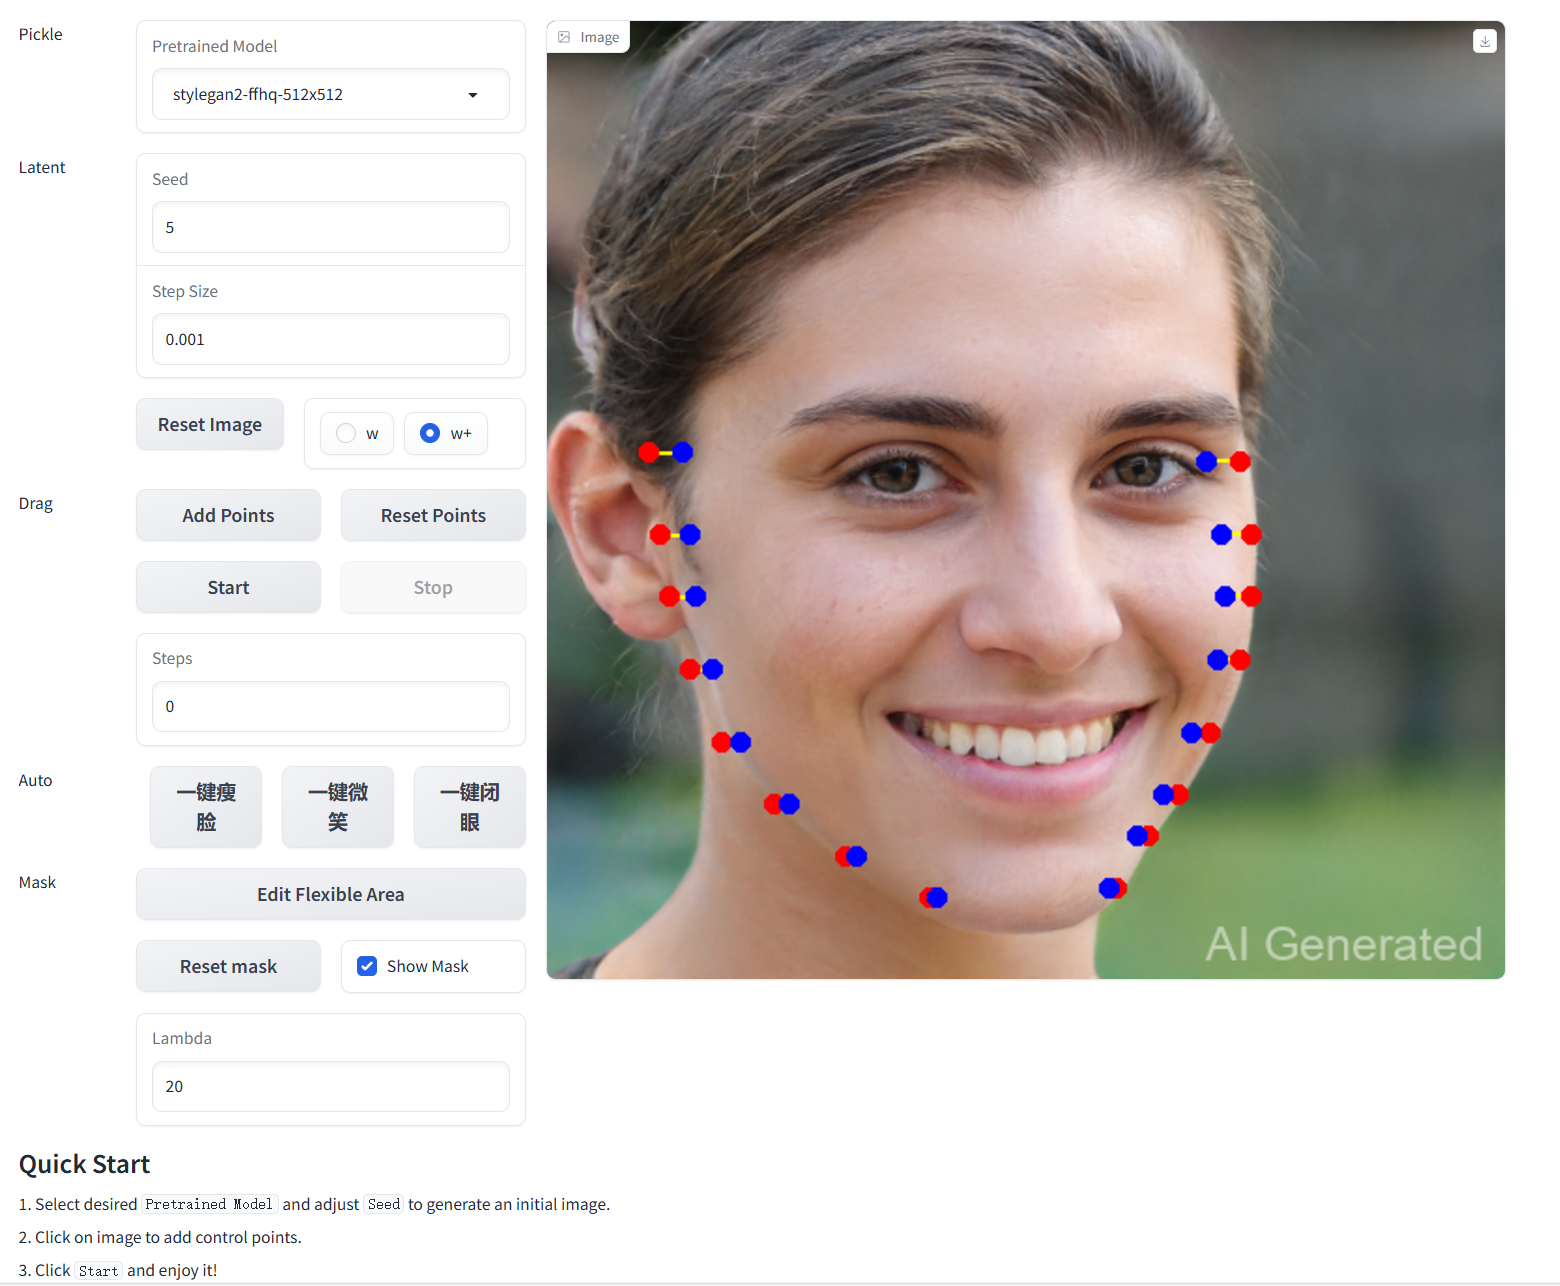 Pickle
Pretrained Model
stylegan2-ffhq-512x512
Latent
Seed
5
Step Size
0.001
Reset Image
w
w+
Drag
Add Points
Reset Points
Start
Stop
Steps
0
Auto
一键瘦
脸
一键微
笑
一键闭
眼
Mask
Edit Flexible Area
Reset mask
Show Mask
Lambda
20
Image
AI Generated
Quick Start
1. Select desired Pretrained Model and adjust Seed to generate an initial image.
2. Click on image to add control points.
3. Click Start and enjoy it!